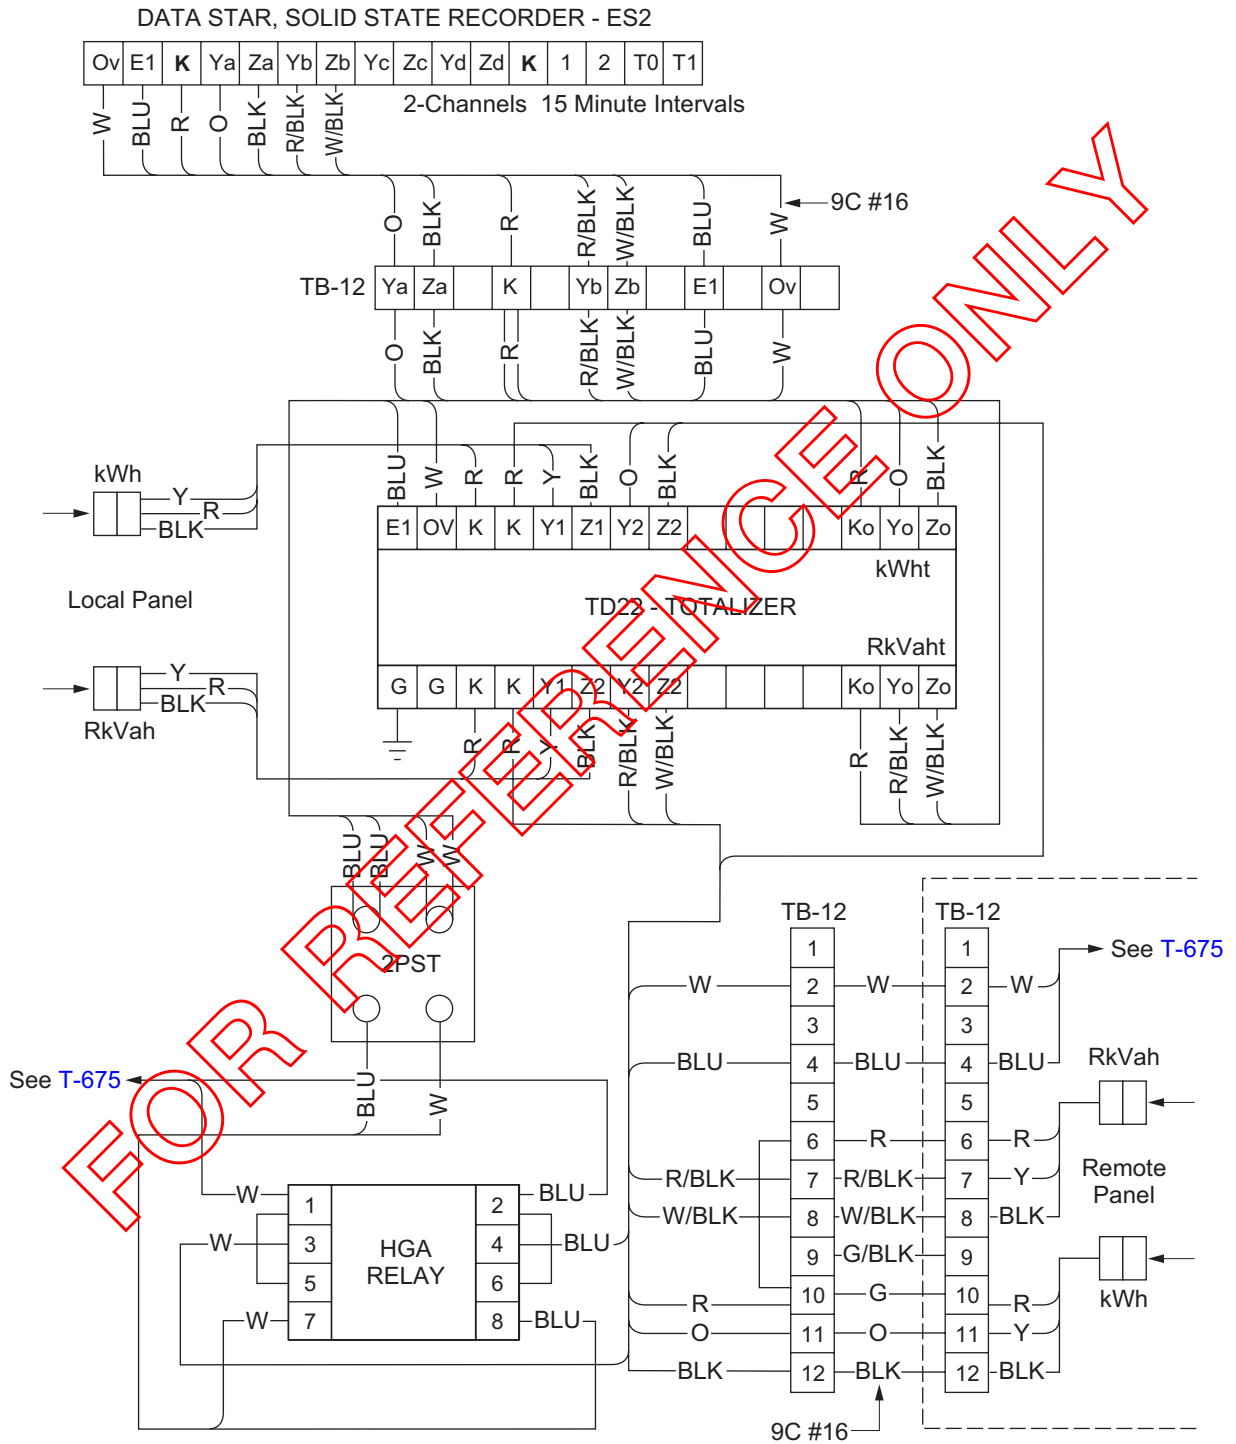 DATA STAR, SOLID STATE RECORDER - ES2
Ov E1 K Ya Za Yb Zb Yc Zc Yd Zd K 1 2 T0 T1
2-Channels 15 Minute Intervals
W BLU R O BLK R/BLK W/BLK
9C #16
O BLK R R/BLK W/BLK BLU W
TB-12 Ya Za K Yb Zb E1 Ov
O BLK R R/BLK W/BLK BLU W
kWh
Y
R
BLK
BLU W R R Y BLK O BLK R O BLK
E1 OV K K Y1 Z1 Y2 Z2 Ko Yo Zo
kWht
Local Panel
TD22 - TOTALIZER
RkVaht
Y
R
BLK
RkVah
G G K K Y1 Z2 Y2 Z2 Ko Yo Zo
R R Y BLK R/BLK W/BLK R R/BLK W/BLK
BLU BLU W W
2PST
BLU W
See T-675
TB-12 TB-12
1 1
See T-675
W 2 W 2 W
3 3
BLU 4 BLU 4 BLU
RkVah
5 5
6 R 6 R
R/BLK 7 R/BLK 7 Y
Remote
Panel
W/BLK 8 W/BLK 8 BLK
9 G/BLK 9
R 10 G 10 R
kWh
O 11 O 11 Y
BLK 12 BLK 12 BLK
9C #16
W 1 2 BLU
W 3 4 BLU
HGA
RELAY
5 6
W 7 8 BLU
FOR REFERENCE ONLY